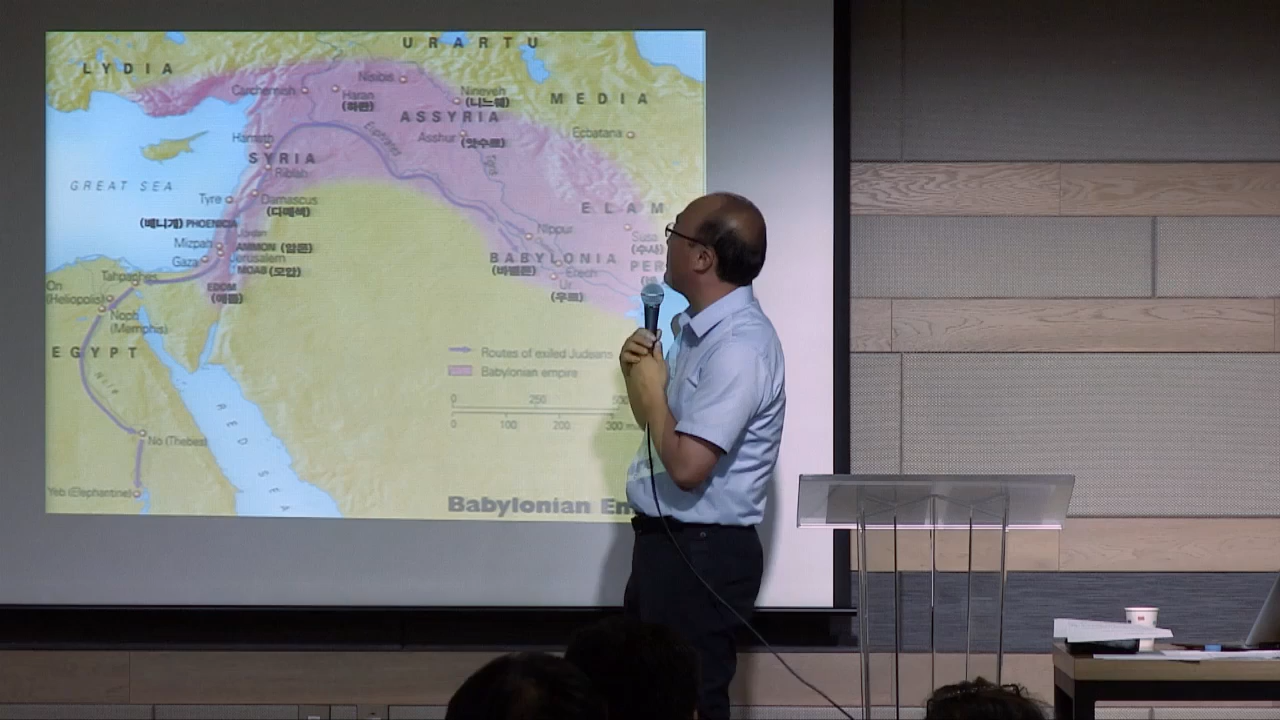 URARTU
LYDIA
Nisibis
Carchemish
Haran
(하란)
Nineveh
(니느웨)
MEDIA
ASSYRIA
Asshur
(앗수르)
Ecbatana
Hamath
Euphrates
SYRIA
Riblah
GREAT SEA
Tyre
Damascus
(다메섹)
ELAM
(베니게) PHOENICIA
Nippur
Susa
(수사)
Mizpah
AMMON (암몬)
Gaza
Jerusalem
MOAB (모압)
BABYLONIA
(바벨론)
PER
Erech
Tahpanhes
Ur
(우르)
EDOM
(에돔)
On
(Heliopolis)
Noph
(Memphis)
EGYPT
Nile
Routes of exiled Judeans
Babylonian empire
0 250 500
0 100 200 300 m
RED SEA
No (Thebes)
Yeb (Elephantine)
Babylonian Em